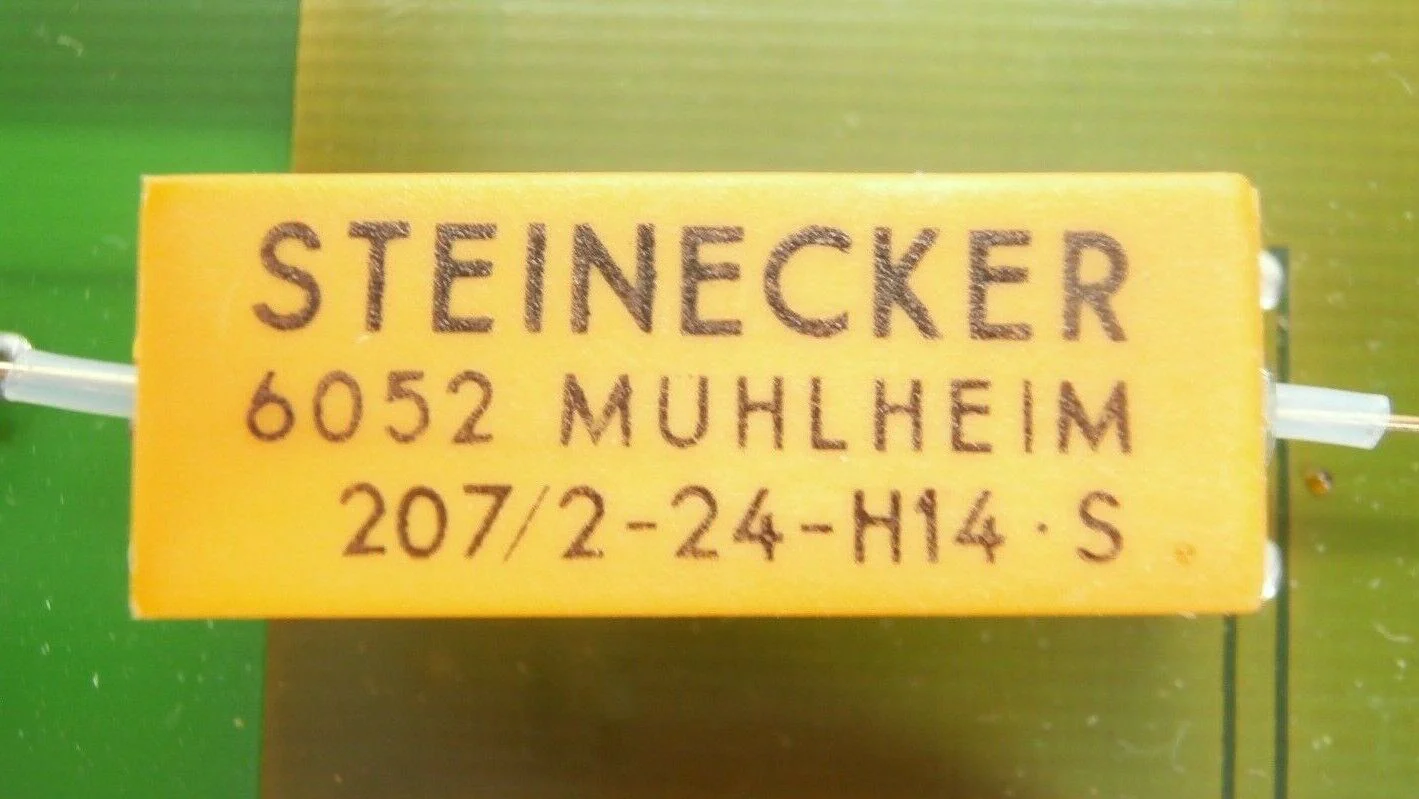 STEINECKER
6052 MUHLHEIM
207/2-24-H14·S